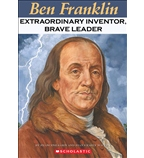 Ben Franklin
EXTRAORDINARY INVENTOR,
BRAVE LEADER
SCHOLASTIC